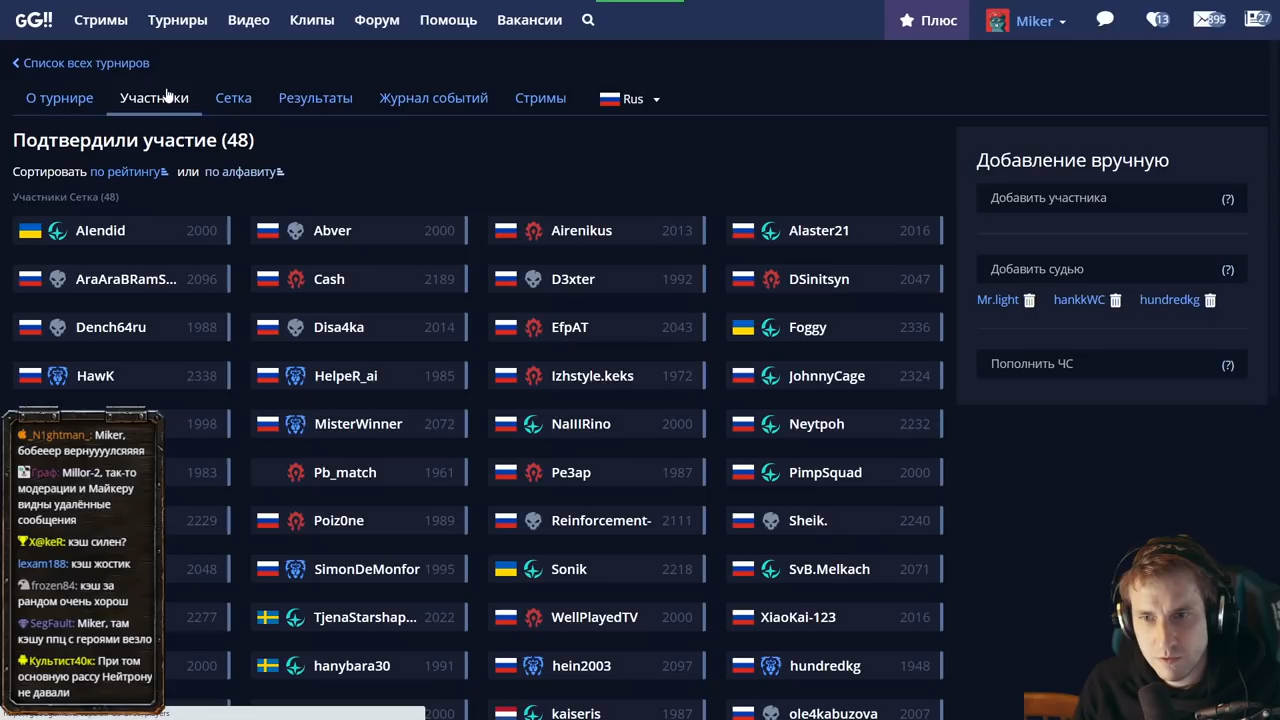 GG!! Стримы Турниры Видео Клипы Форум Помощь Вакансии Плюс Miker 13 895 27
Список всех турниров
О турнире Участники Сетка Результаты Журнал событий Стримы Rus
Подтвердили участие (48)
Сортировать по рейтингу или по алфавиту
Участники Сетка (48)
AIendid 2000 Abver 2000 Airenikus 2013 Alaster21 2016
AraAraBRamS... 2096 Cash 2189 D3xter 1992 DSinitsyn 2047
Dench64ru 1988 Disa4ka 2014 EfpAT 2043 Foggy 2336
HawK 2338 HelpeR_ai 1985 Izhstyle.keks 1972 JohnnyCage 2324
1998 MisterWinner 2072 NaIIIRino 2000 Neytpoh 2232
1983 Pb_match 1961 Pe3ap 1987 PimpSquad 2000
2229 Poiz0ne 1989 Reinforcement- 2111 Sheik. 2240
2048 SimonDeMonfor 1995 Sonik 2218 SvB.Melkach 2071
2277 TjenaStarshap... 2022 WellPlayedTV 2000 XiaoKai-123 2016
2000 hanybara30 1991 hein2003 2097 hundredkg 1948
2000 kaiseris 1987 ole4kabuzova 2007
Добавление вручную
Добавить участника (?)
Добавить судью (?)
Mr.light hankkWC hundredkg
Пополнить ЧС (?)
_N1ghtman_: Miker,
бобееер вернуууулсяяяя
Граф: Millor-2, так-то
модерации и Майкеру
видны удалённые
сообщения
X@keR: кэш силен?
lexam188: кэш жостик
frozen84: кэш за
рандом очень хорош
SegFault: Miker, там
кэшу ппц с героями везло
Культист40к: При том
основную рассу Нейтрону
не давали